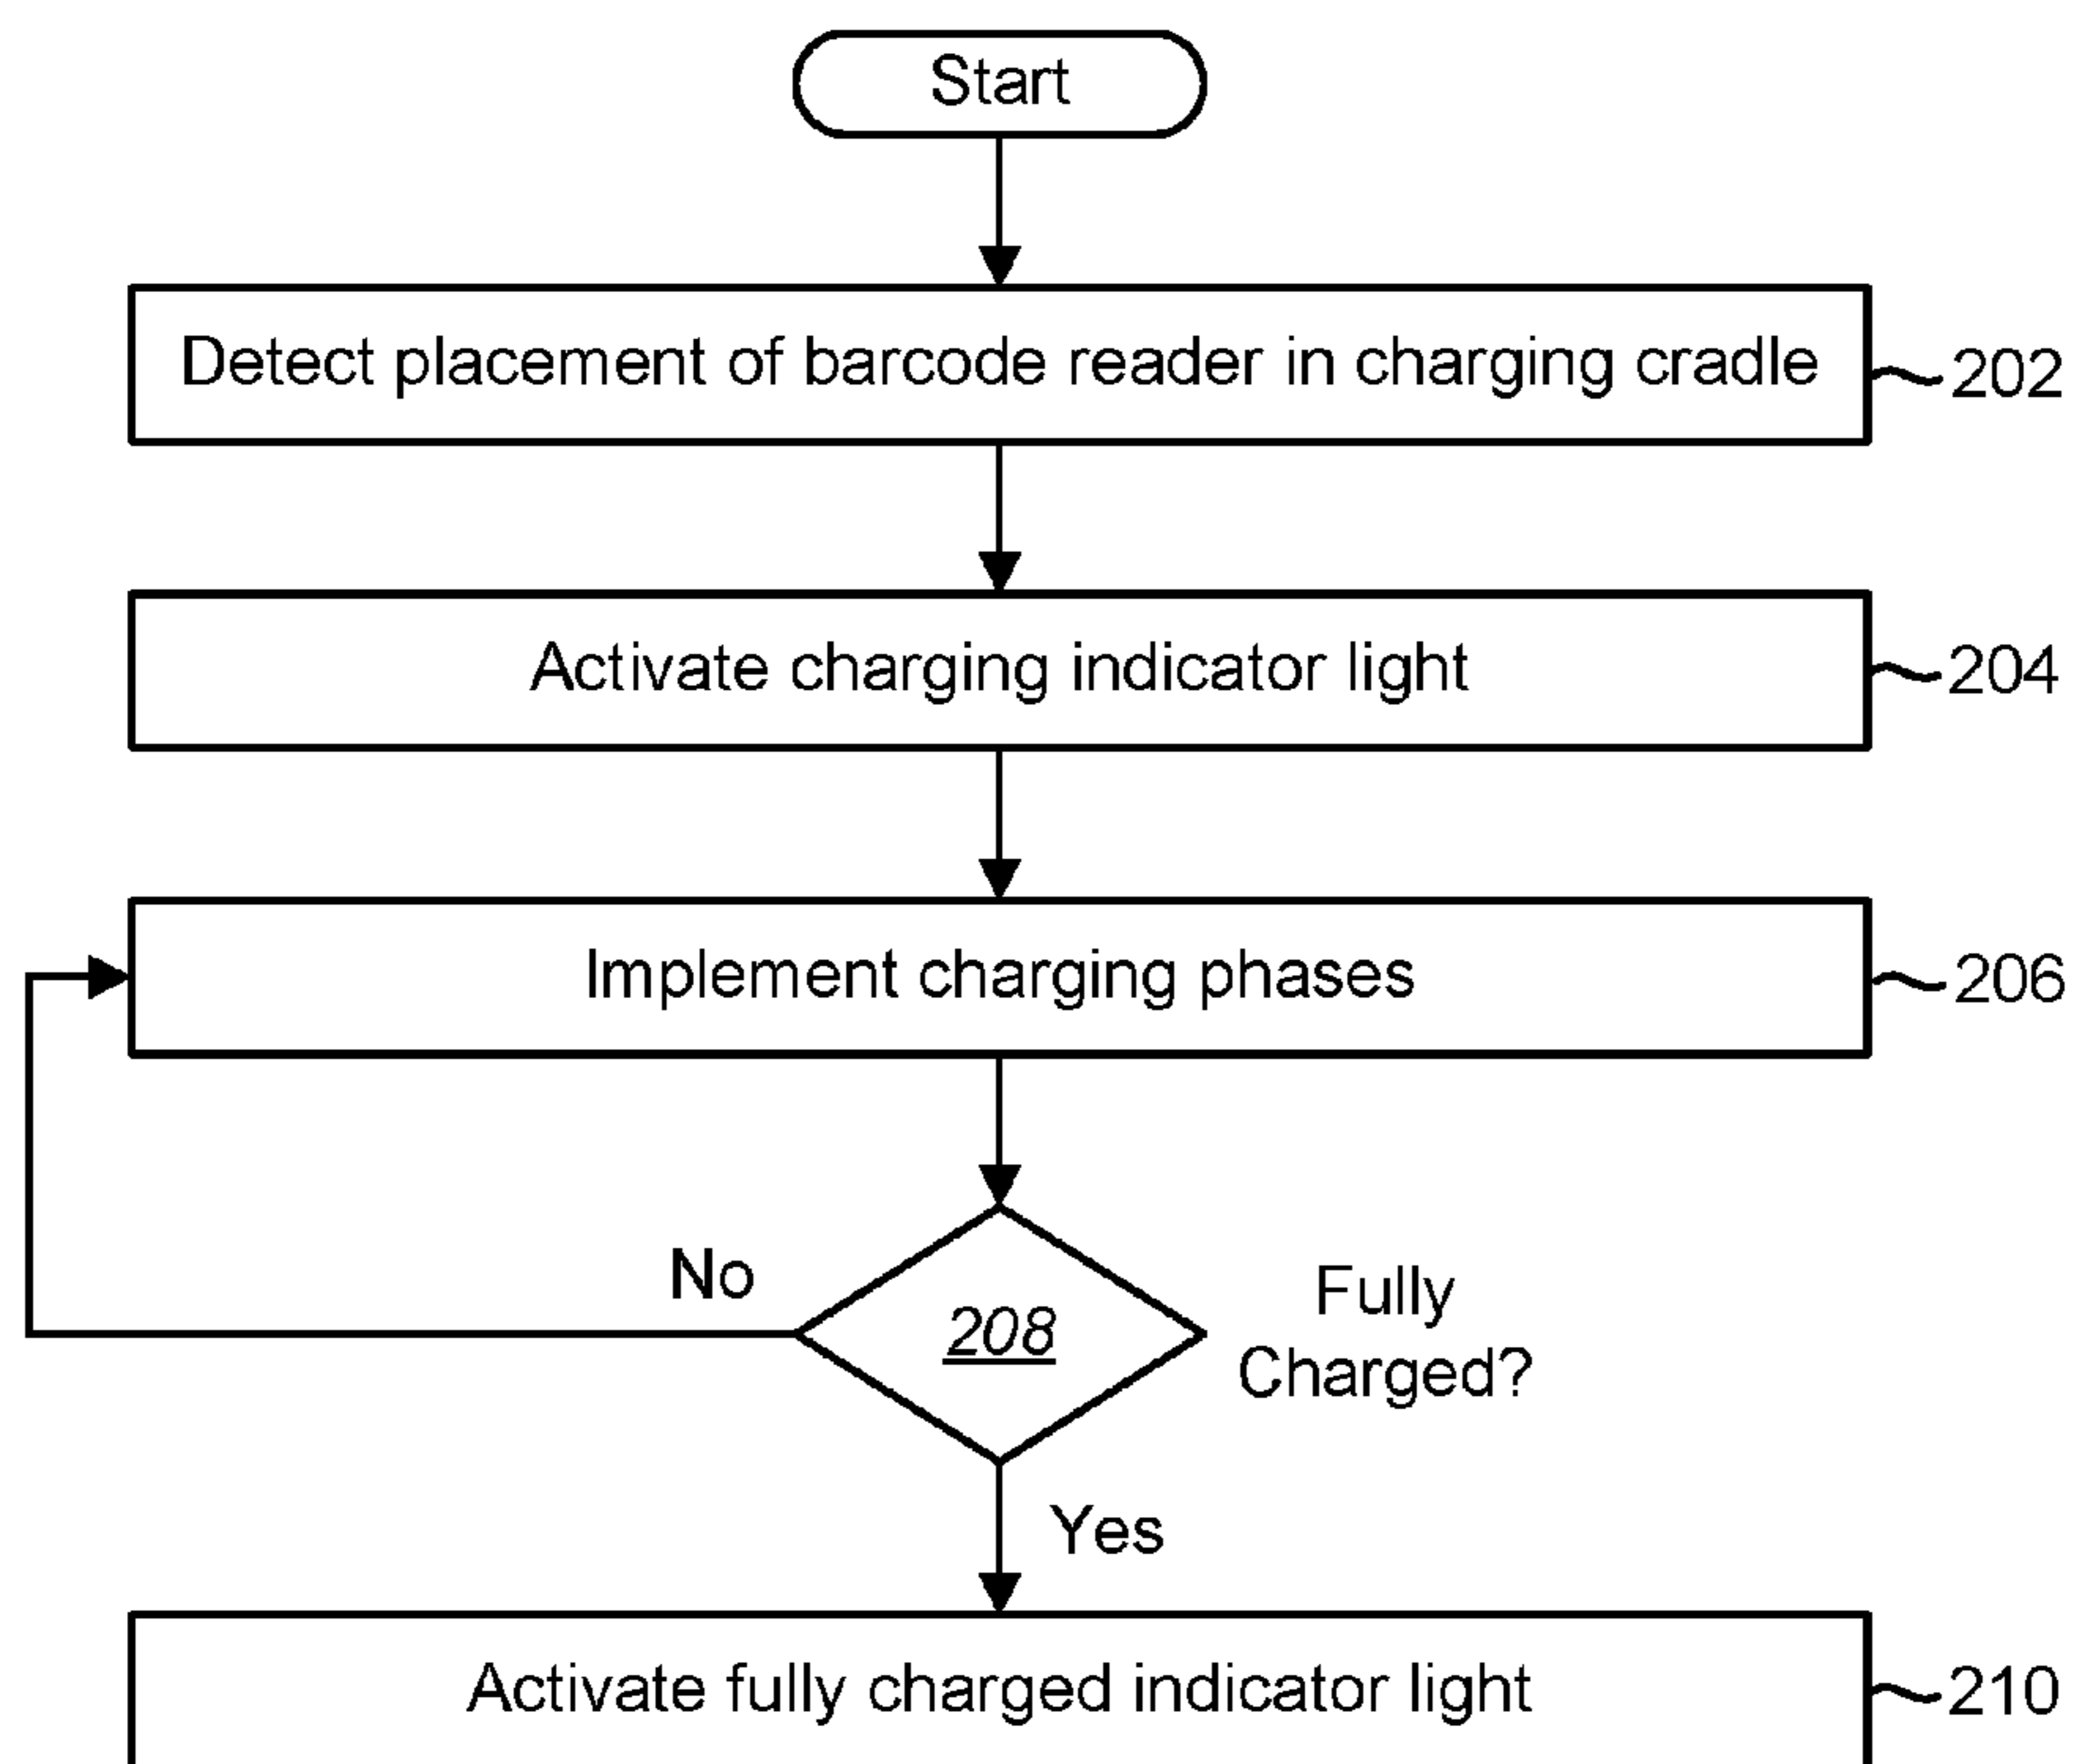 Start
Detect placement of barcode reader in charging cradle
202
Activate charging indicator light
204
Implement charging phases
206
No
208
Fully
Charged?
Yes
Activate fully charged indicator light
210